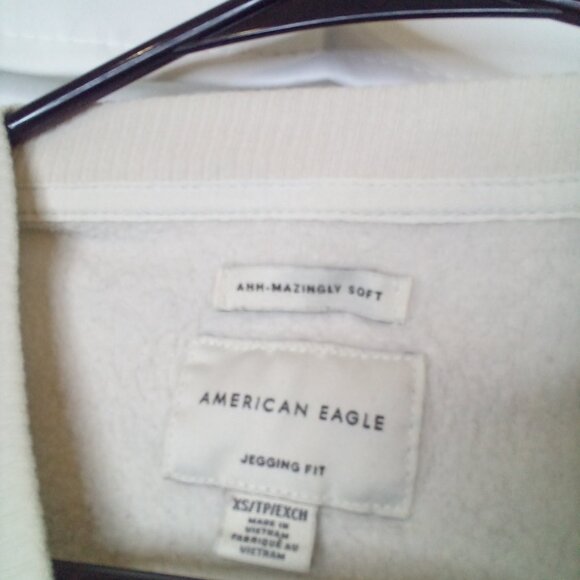 AHH-MAZINGLY SOFT
AMERICAN EAGLE
JEGGING FIT
XS/TP/EXCH
MADE IN
VIETNAM
FABRIQUÉ AU
VIETNAM